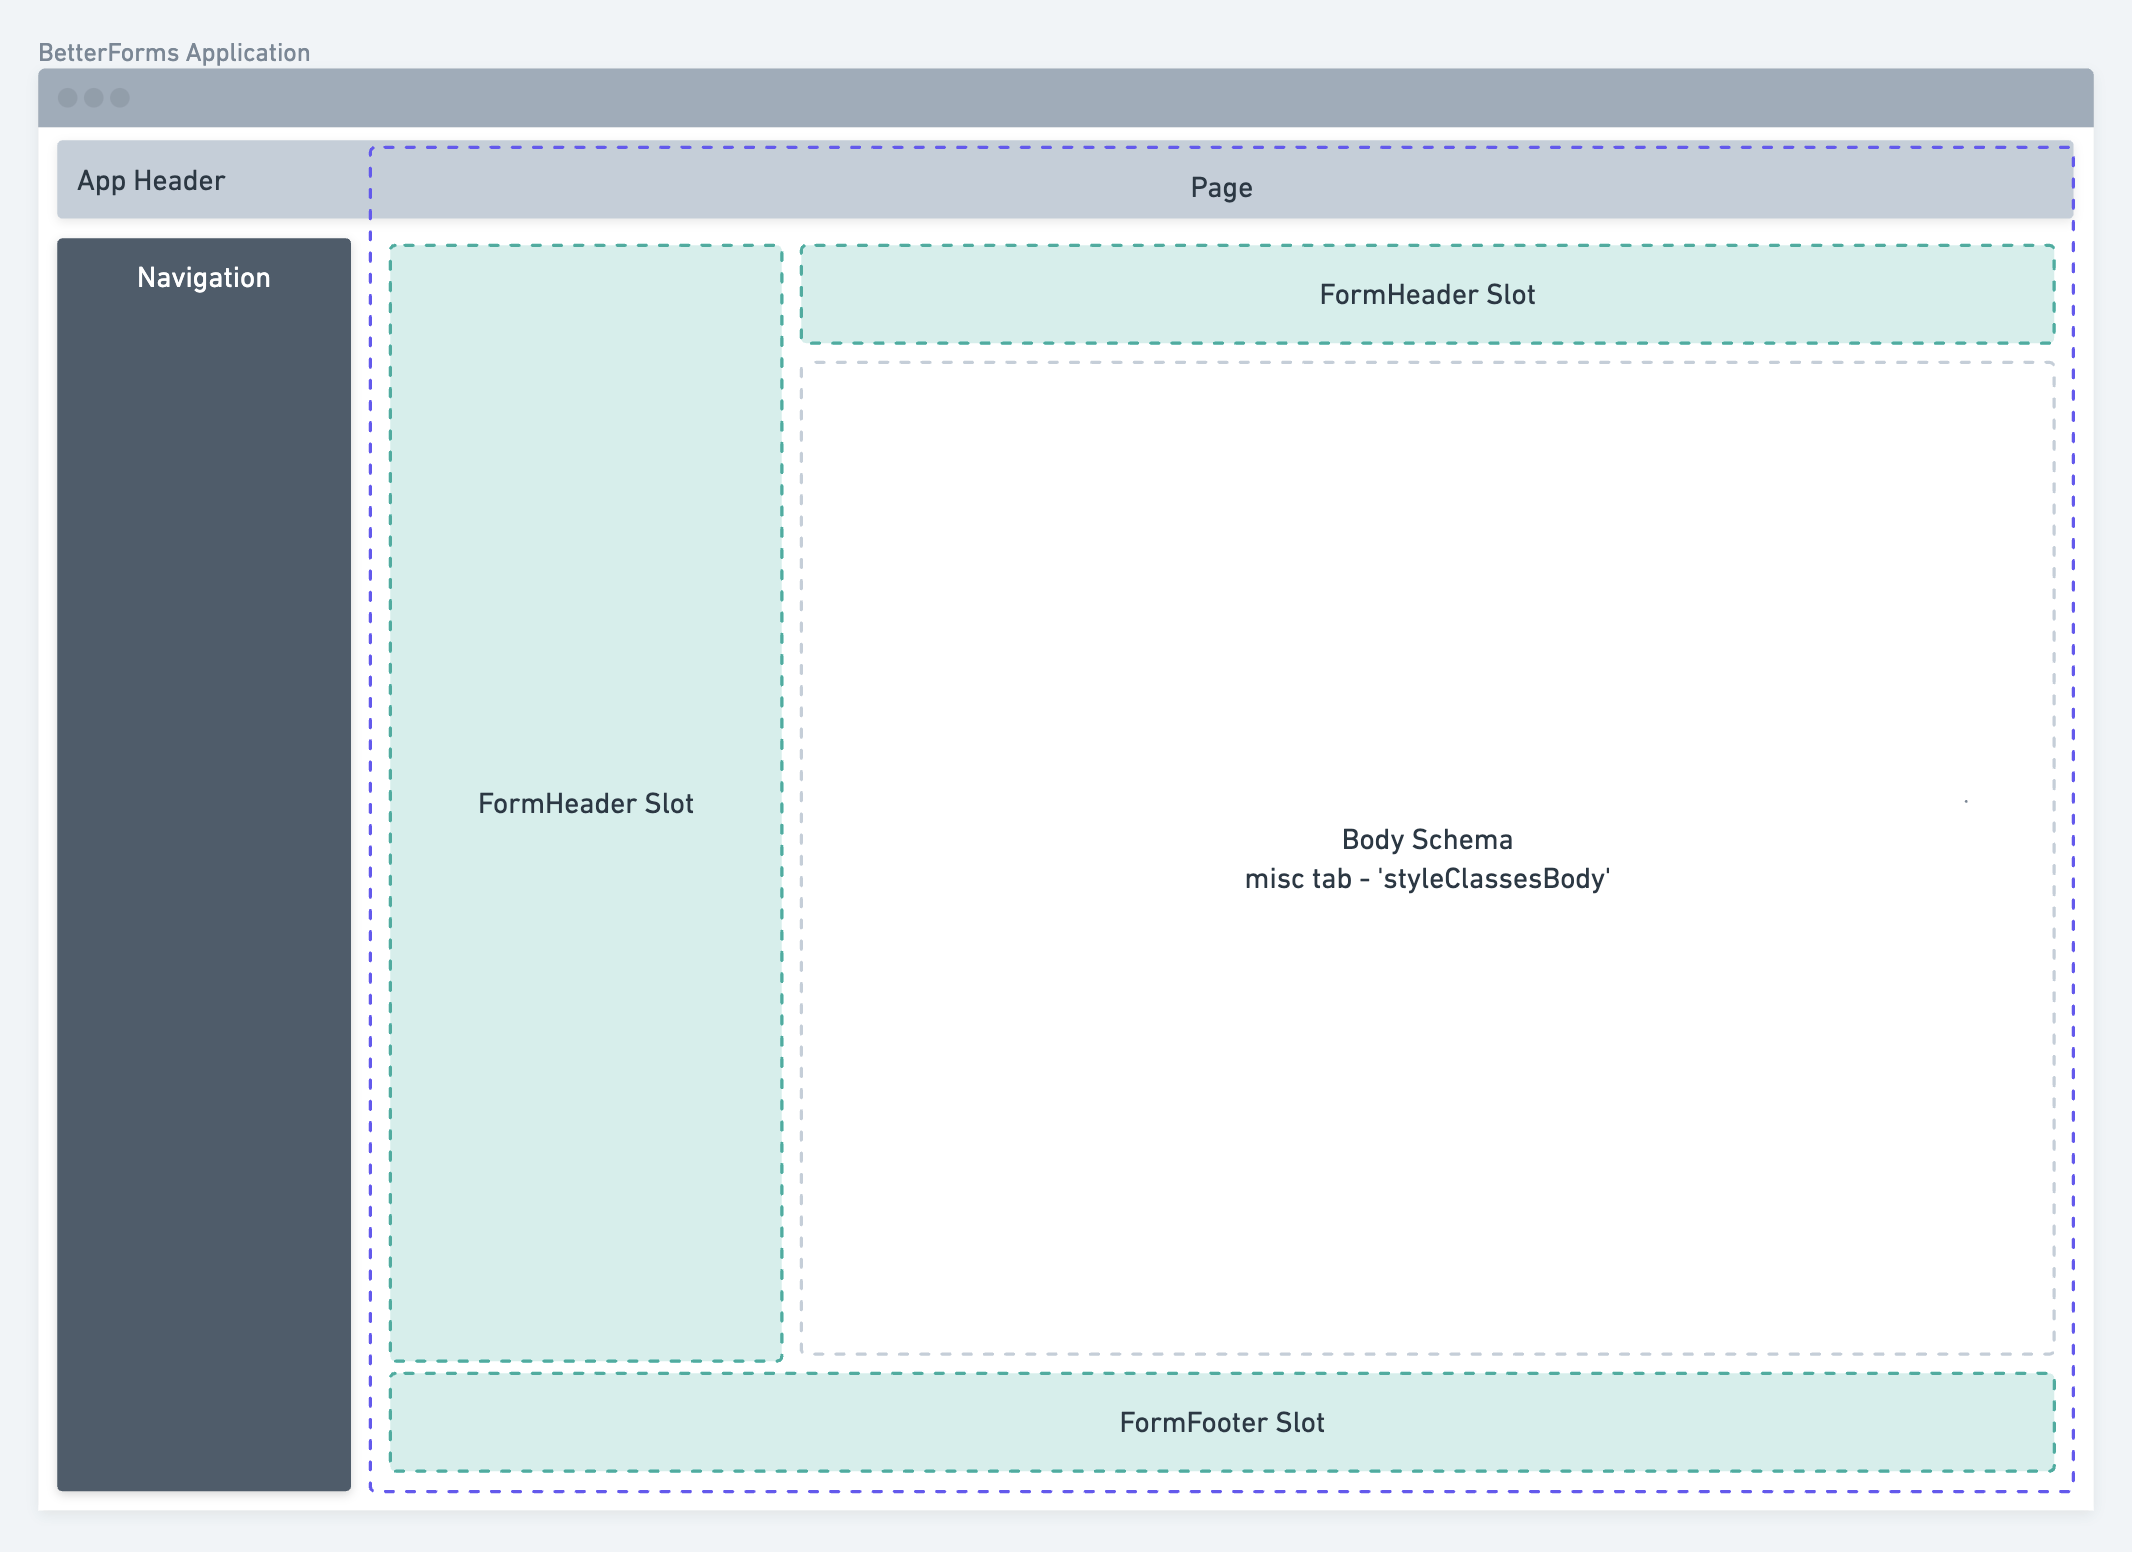 BetterForms Application
App Header
Page
Navigation
FormHeader Slot
FormHeader Slot
Body Schema
misc tab - 'styleClassesBody'
FormFooter Slot